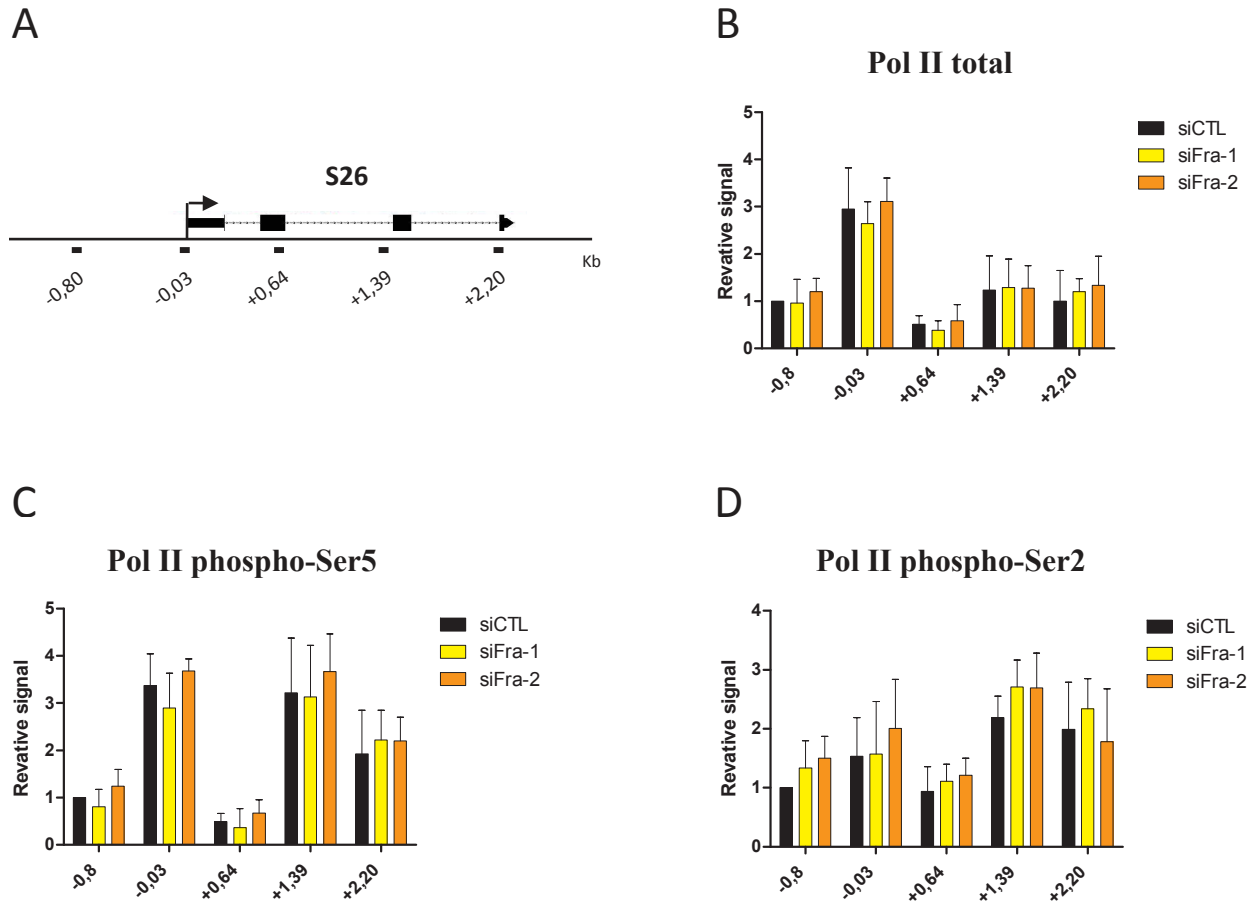 A
S26
Kb
-0,80
-0,03
+0,64
+1,39
+2,20
B
Pol II total
Revative signal
5
4
3
2
1
0
-0,8
-0,03
+0,64
+1,39
+2,20
siCTL
siFra-1
siFra-2
C
Pol II phospho-Ser5
Revative signal
5
4
3
2
1
0
-0,8
-0,03
+0,64
+1,39
+2,20
siCTL
siFra-1
siFra-2
D
Pol II phospho-Ser2
Revative signal
4
3
2
1
0
-0,8
-0,03
+0,64
+1,39
+2,20
siCTL
siFra-1
siFra-2